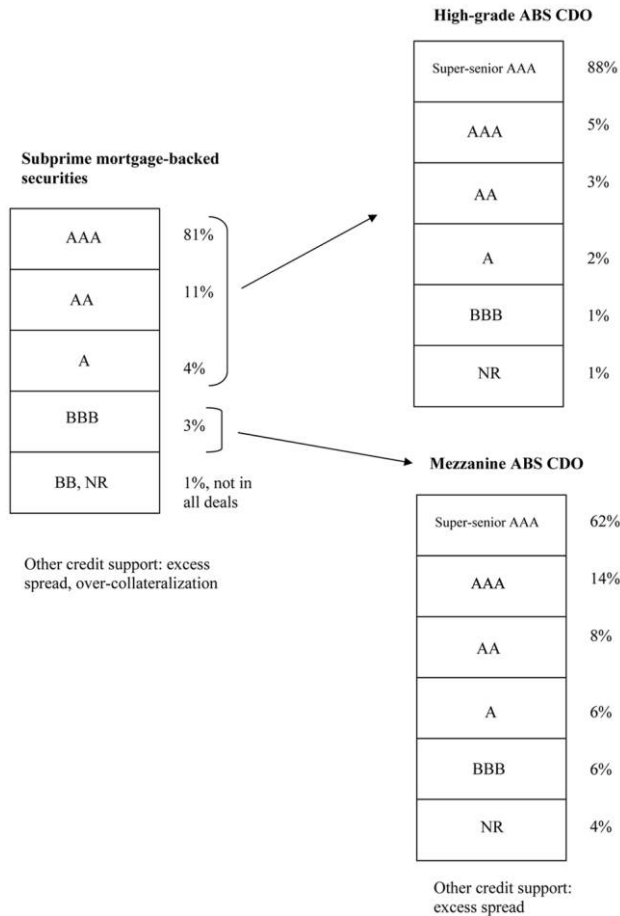 High-grade ABS CDO
Super-senior AAA 88%
AAA 5%
AA 3%
A 2%
BBB 1%
NR 1%
Subprime mortgage-backed
securities
AAA 81%
AA 11%
A 4%
BBB 3%
BB, NR 1%, not in
all deals
Other credit support: excess
spread, over-collateralization
Mezzanine ABS CDO
Super-senior AAA 62%
AAA 14%
AA 8%
A 6%
BBB 6%
NR 4%
Other credit support:
excess spread